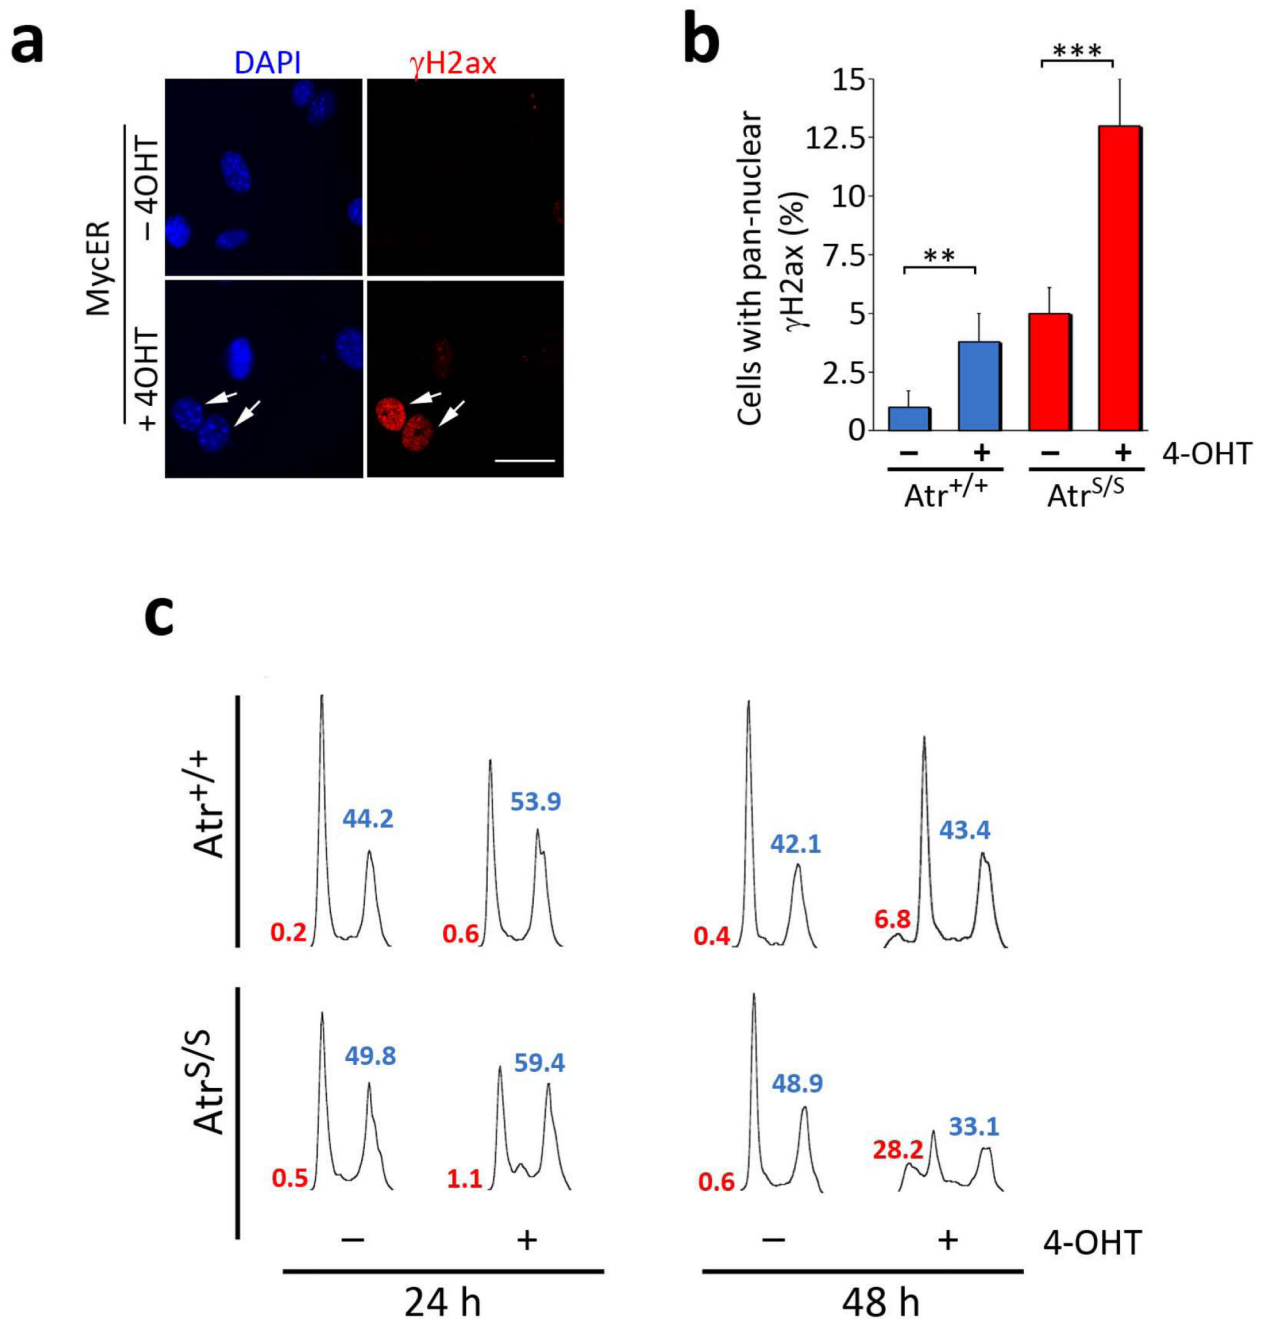 a
DAPI
γH2ax
MycER
– 4OHT
+ 4OHT
b
Cells with pan-nuclear
γH2ax (%)
15
12.5
10
7.5
5
2.5
0
**
***
– + – + 4-OHT
Atr+/+ AtrS/S
c
Atr+/+
44.2
53.9
42.1
43.4
0.2
0.6
0.4
6.8
AtrS/S
49.8
59.4
48.9
33.1
0.5
1.1
0.6
28.2
– + – + 4-OHT
24 h 48 h